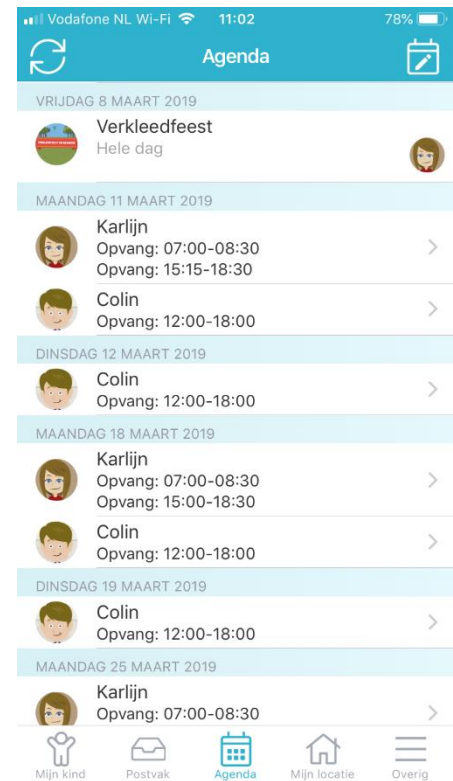 Vodafone NL Wi-Fi 11:02 78%
Agenda
VRIJDAG 8 MAART 2019
Verkleedfeest
Hele dag
MAANDAG 11 MAART 2019
Karlijn
Opvang: 07:00-08:30
Opvang: 15:15-18:30
Colin
Opvang: 12:00-18:00
DINSDAG 12 MAART 2019
Colin
Opvang: 12:00-18:00
MAANDAG 18 MAART 2019
Karlijn
Opvang: 07:00-08:30
Opvang: 15:00-18:30
Colin
Opvang: 12:00-18:00
DINSDAG 19 MAART 2019
Colin
Opvang: 12:00-18:00
MAANDAG 25 MAART 2019
Karlijn
Opvang: 07:00-08:30
Mijn kind Postvak Agenda Mijn locatie Overig